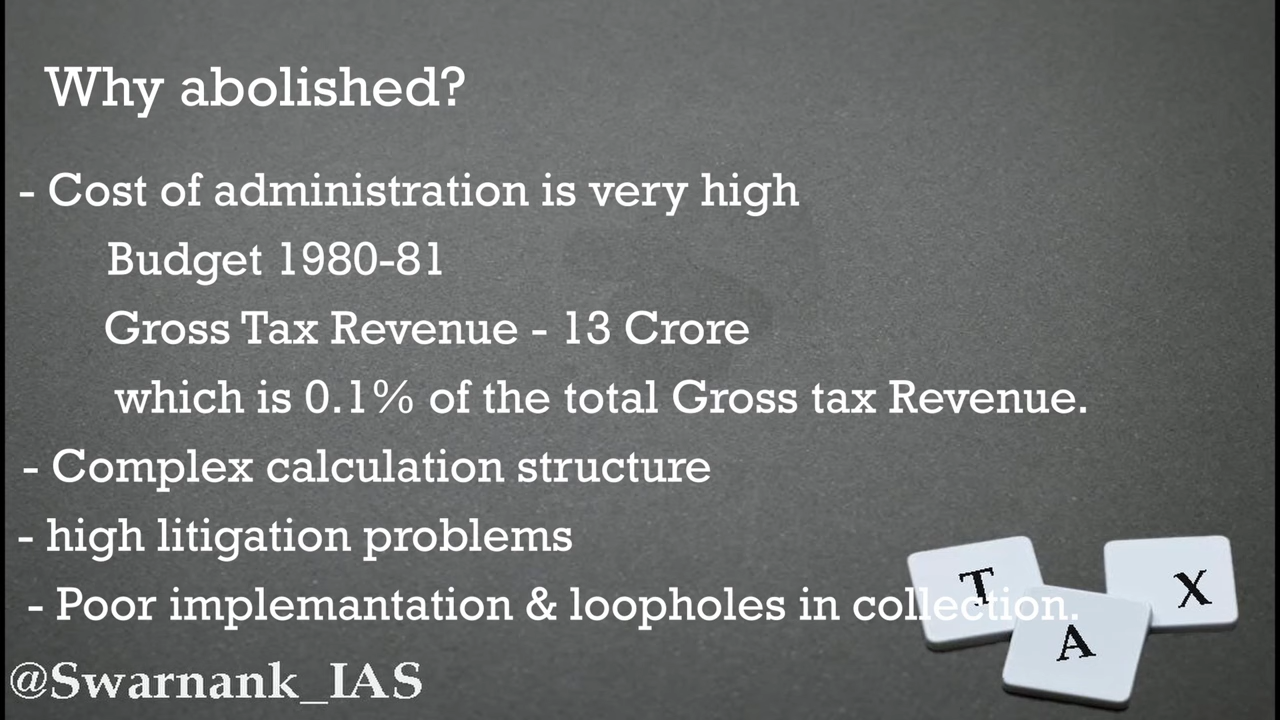 Why abolished?
- Cost of administration is very high
Budget 1980-81
Gross Tax Revenue - 13 Crore
which is 0.1% of the total Gross tax Revenue.
- Complex calculation structure
- high litigation problems
- Poor implemantation & loopholes in collection.
T A X
@Swarnank_IAS